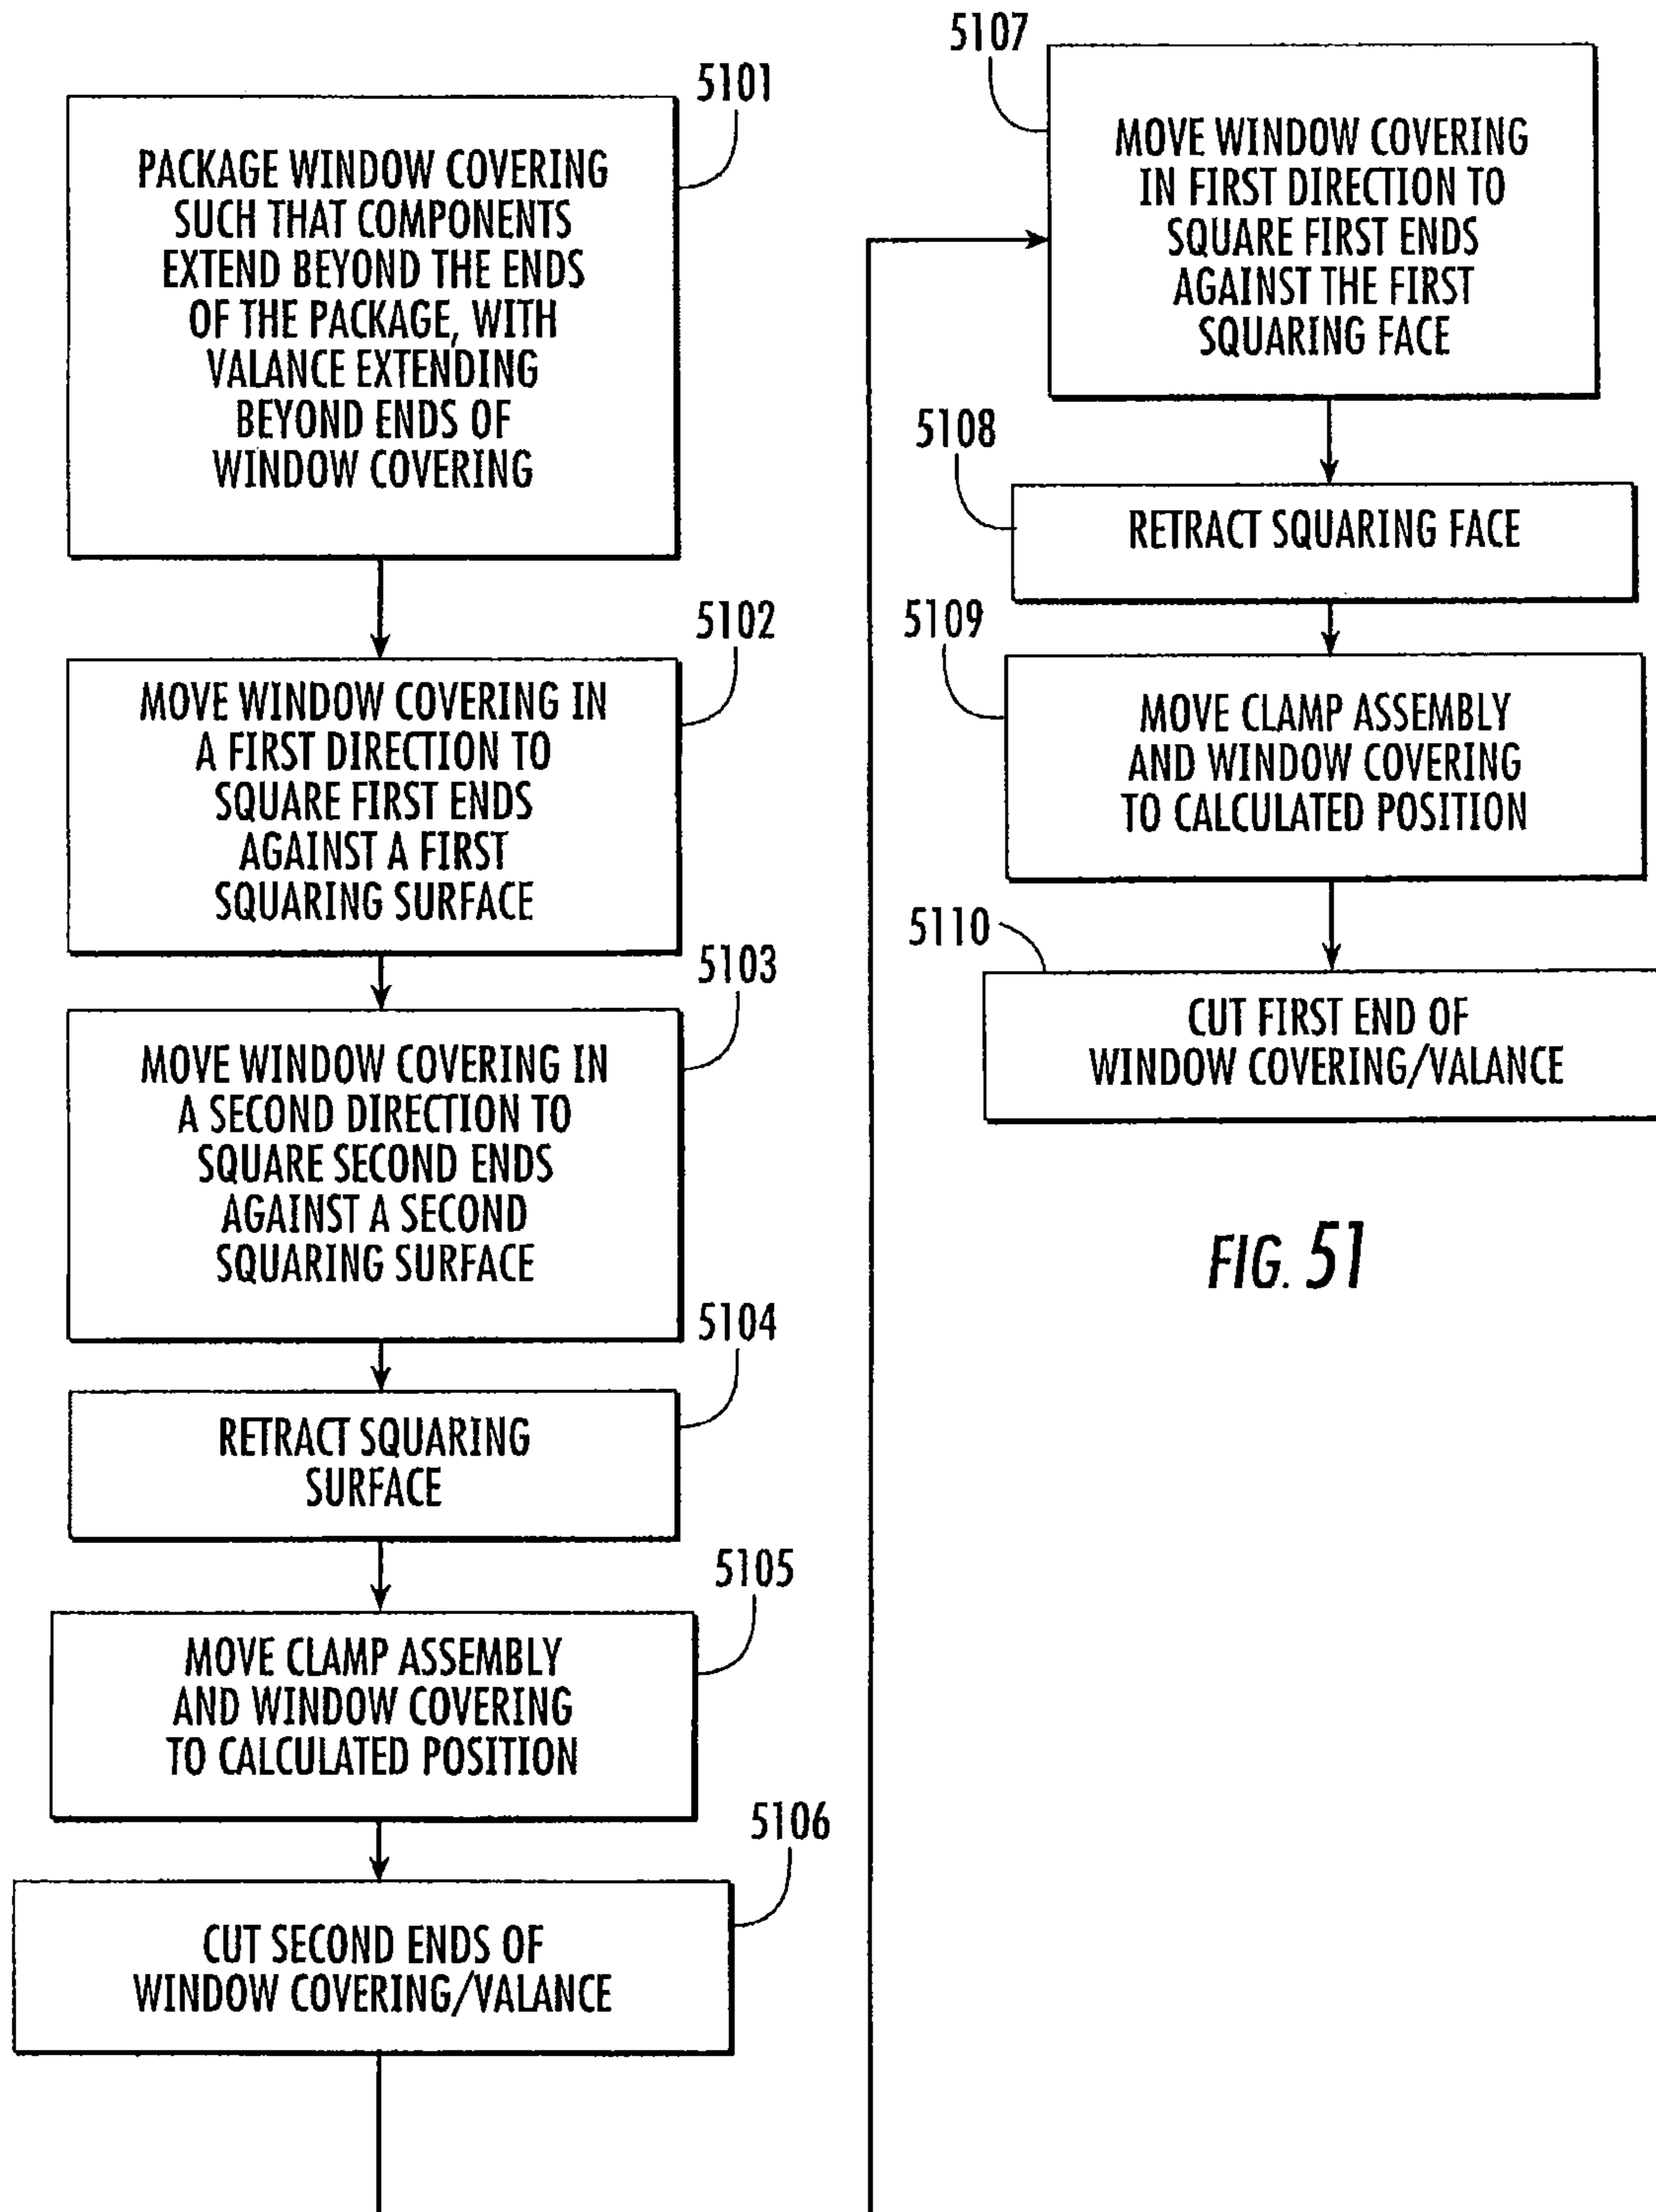 5101
PACKAGE WINDOW COVERING
SUCH THAT COMPONENTS
EXTEND BEYOND THE ENDS
OF THE PACKAGE, WITH
VALANCE EXTENDING
BEYOND ENDS OF
WINDOW COVERING
5102
MOVE WINDOW COVERING IN
A FIRST DIRECTION TO
SQUARE FIRST ENDS
AGAINST A FIRST
SQUARING SURFACE
5103
MOVE WINDOW COVERING IN
A SECOND DIRECTION TO
SQUARE SECOND ENDS
AGAINST A SECOND
SQUARING SURFACE
5104
RETRACT SQUARING
SURFACE
5105
MOVE CLAMP ASSEMBLY
AND WINDOW COVERING
TO CALCULATED POSITION
5106
CUT SECOND ENDS OF
WINDOW COVERING/VALANCE
5107
MOVE WINDOW COVERING
IN FIRST DIRECTION TO
SQUARE FIRST ENDS
AGAINST THE FIRST
SQUARING FACE
5108
RETRACT SQUARING FACE
5109
MOVE CLAMP ASSEMBLY
AND WINDOW COVERING
TO CALCULATED POSITION
5110
CUT FIRST END OF
WINDOW COVERING/VALANCE
FIG. 51